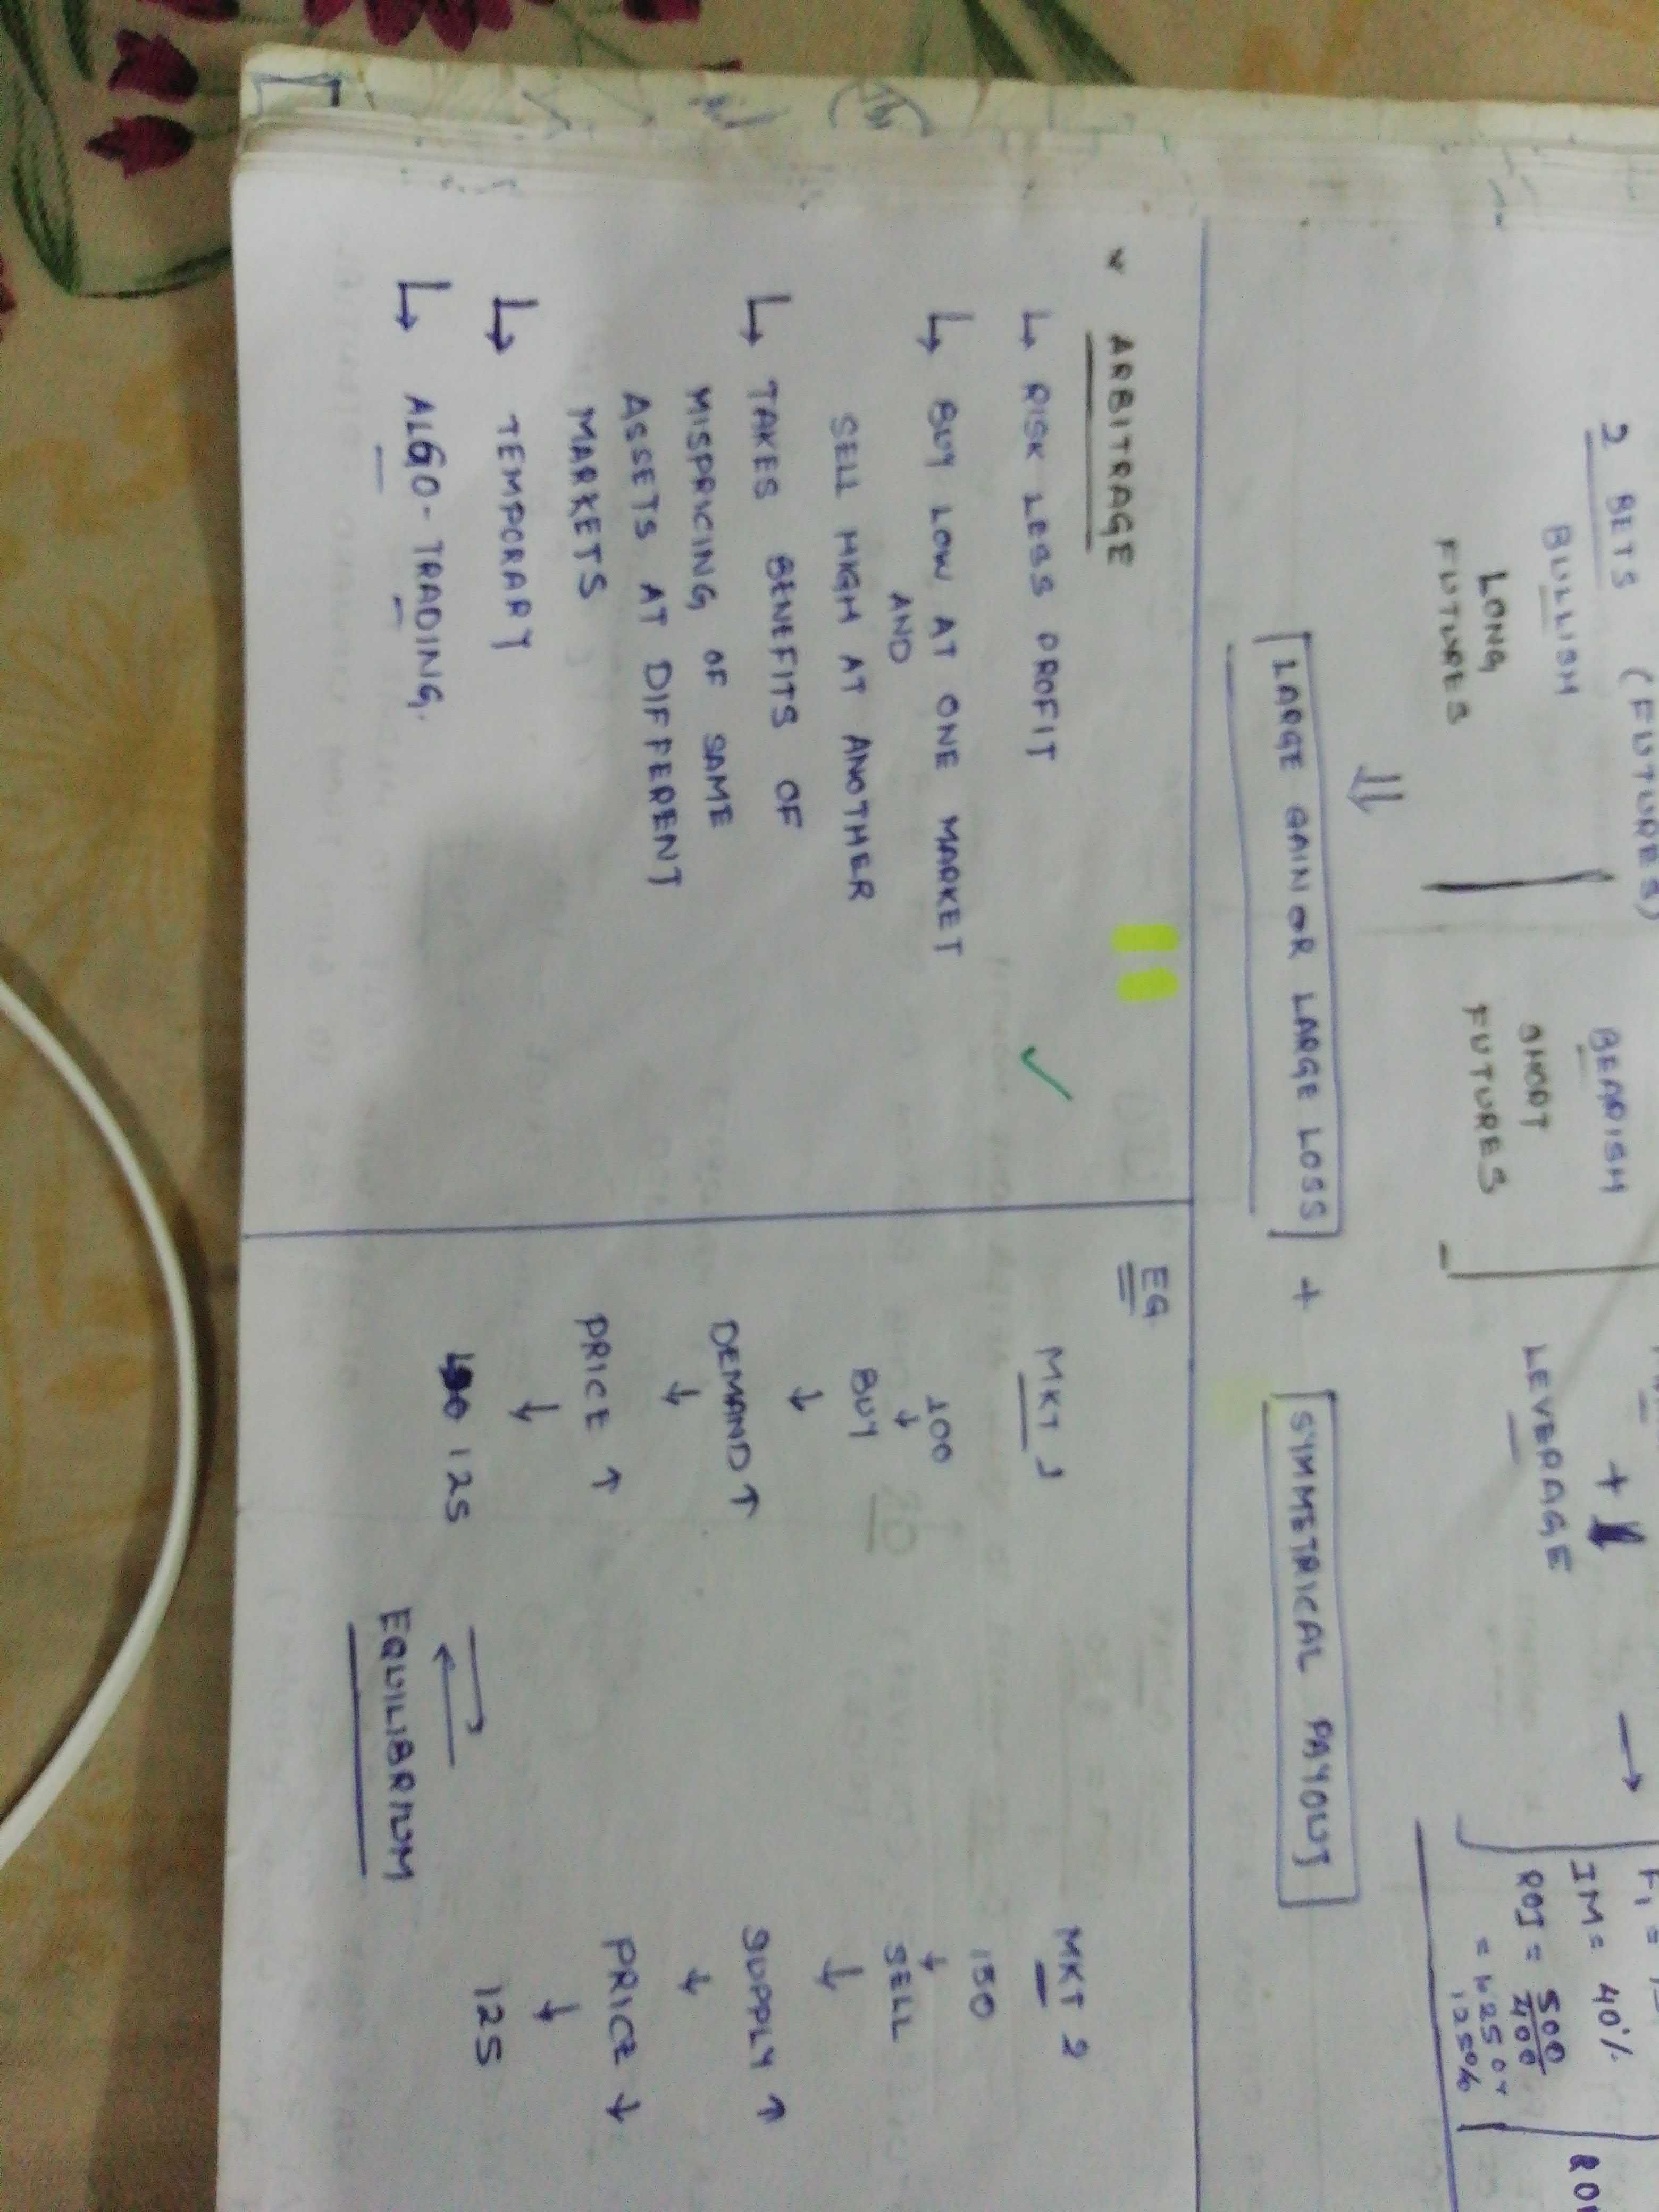 2 BETS (FUTURES)
BULLISH
LONG
FUTURES
BEARISH
SHORT
FUTURES
+
LEVERAGE
→
F₁ =
IM = 40%
ROI = 500/400
= 1.25 or
125%
ROI
⇓
LARGE GAIN OR LARGE LOSS + SYMMETRICAL PAYOUT
ARBITRAGE
↳ RISK LESS PROFIT
↳ BUY LOW AT ONE MARKET
AND
SELL HIGH AT ANOTHER
↳ TAKES BENEFITS OF
MISPRICING OF SAME
ASSETS AT DIFFERENT
MARKETS
↳ TEMPORARY
↳ ALGO-TRADING.
EG.
MKT 1
100
↓
BUY
↓
DEMAND ↑
↓
PRICE ↑
↓
125
MKT 2
150
↓
SELL
↓
SUPPLY ↑
↓
PRICE ↓
↓
125
EQUILIBRIUM